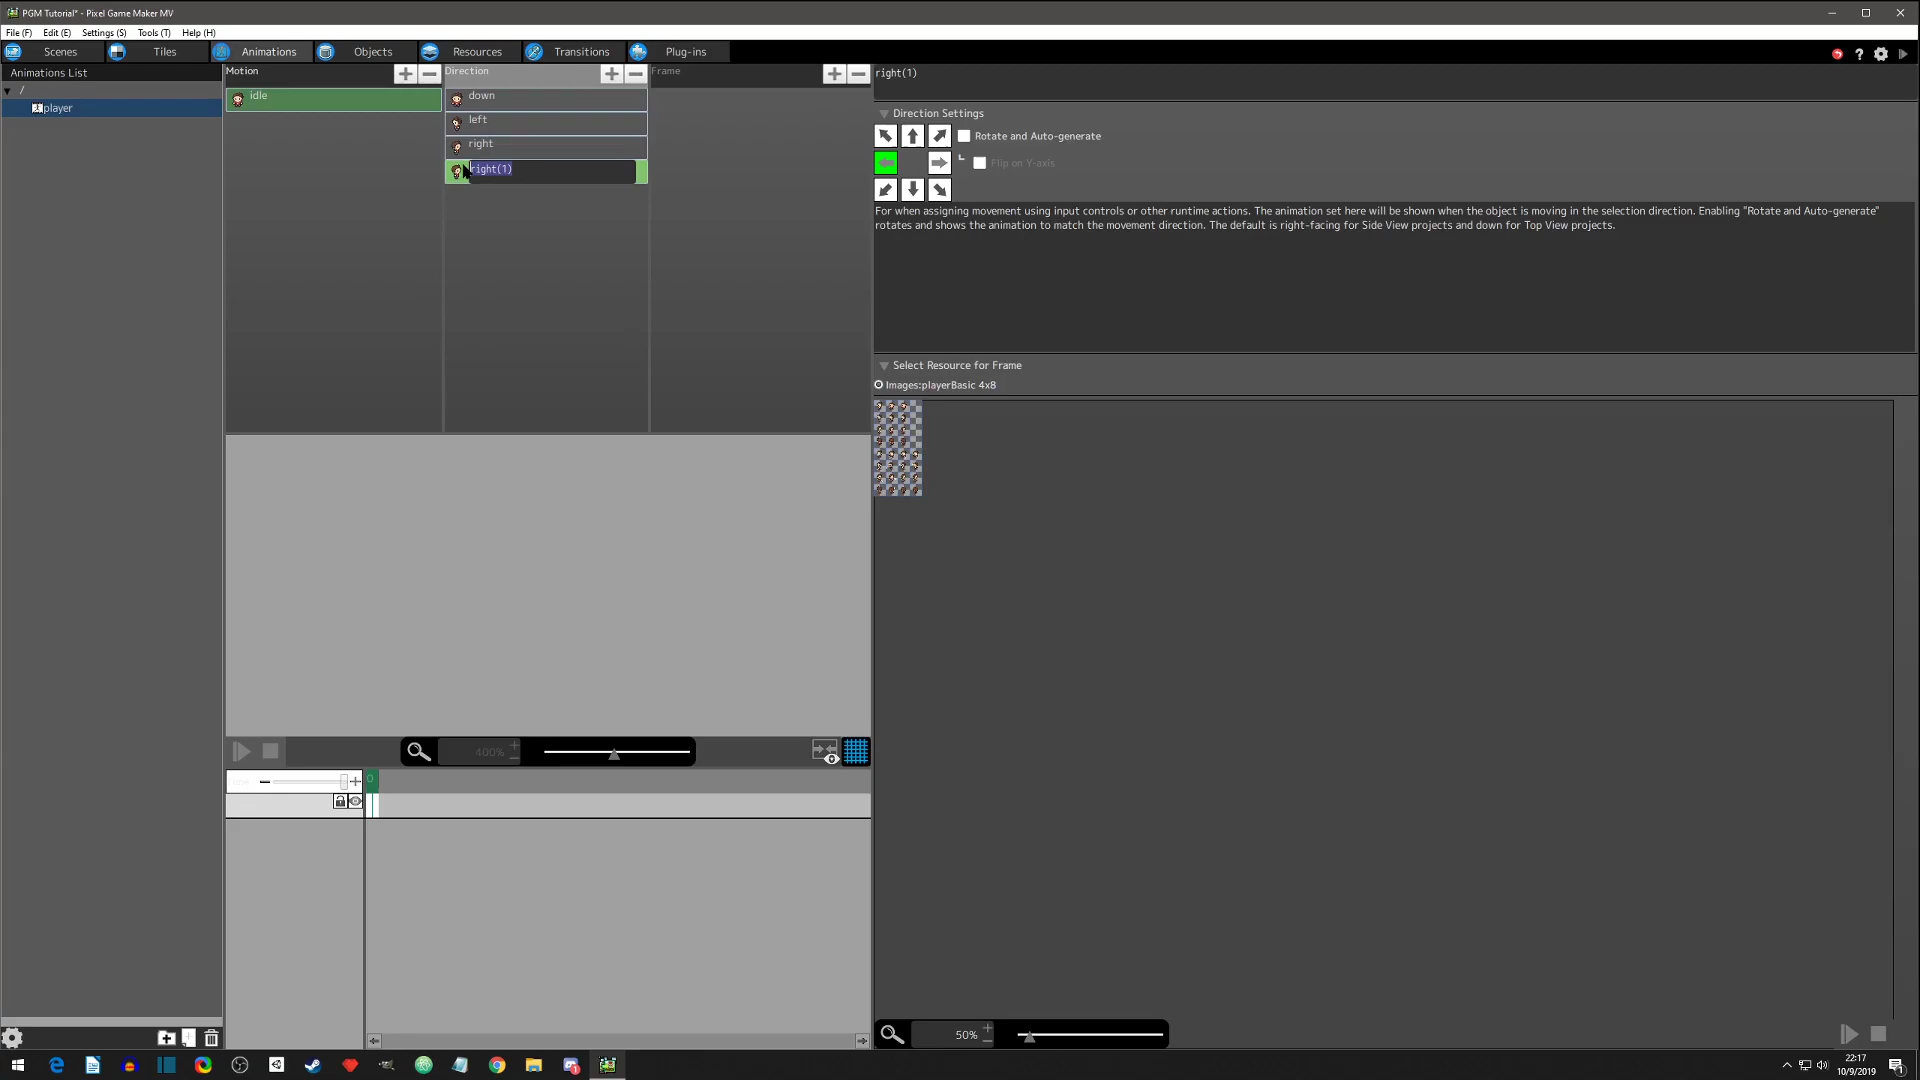 PGM Tutorial* - Pixel Game Maker MV
File (F) Edit (E) Settings (S) Tools (T) Help (H)
Scenes Tiles Animations Objects Resources Transitions Plug-ins
Animations List
/
player
Motion
idle
Direction
down
left
right
right(1)
Frame
right(1)
Direction Settings
Rotate and Auto-generate
Flip on Y-axis
For when assigning movement using input controls or other runtime actions. The animation set here will be shown when the object is moving in the selection direction. Enabling "Rotate and Auto-generate"
rotates and shows the animation to match the movement direction. The default is right-facing for Side View projects and down for Top View projects.
Select Resource for Frame
Images:playerBasic 4x8
400%
0
50%
22:17
10/9/2019